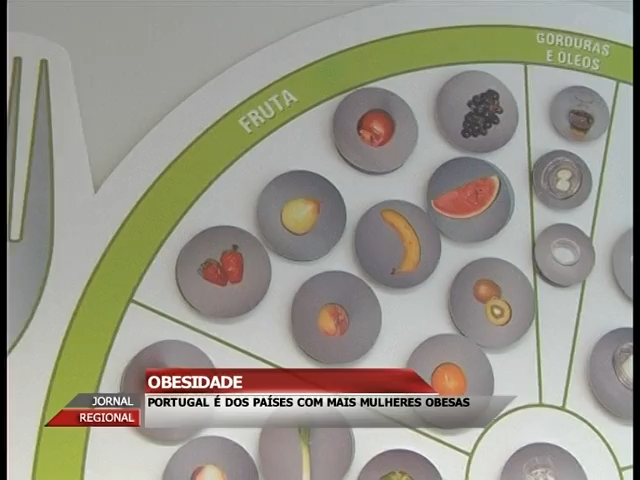 FRUTA
GORDURAS
E ÓLEOS
OBESIDADE
JORNAL
PORTUGAL É DOS PAÍSES COM MAIS MULHERES OBESAS
REGIONAL